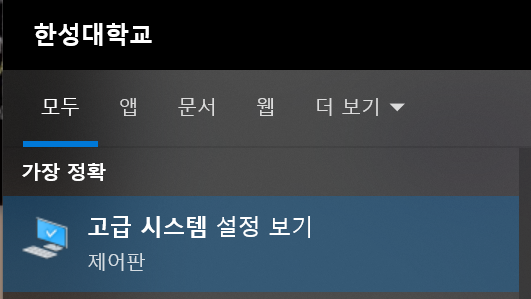 한성대학교
모두 앱 문서 웹 더 보기
가장 정확
고급 시스템 설정 보기
제어판